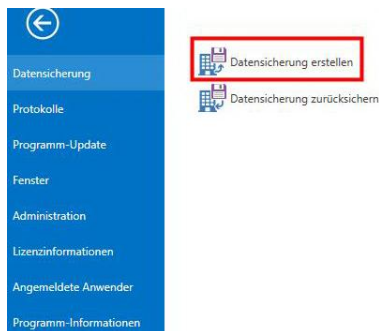 Datensicherung
Protokolle
Programm-Update
Fenster
Administration
Lizenzinformationen
Angemeldete Anwender
Programm-Informationen
Datensicherung erstellen
Datensicherung zurücksichern